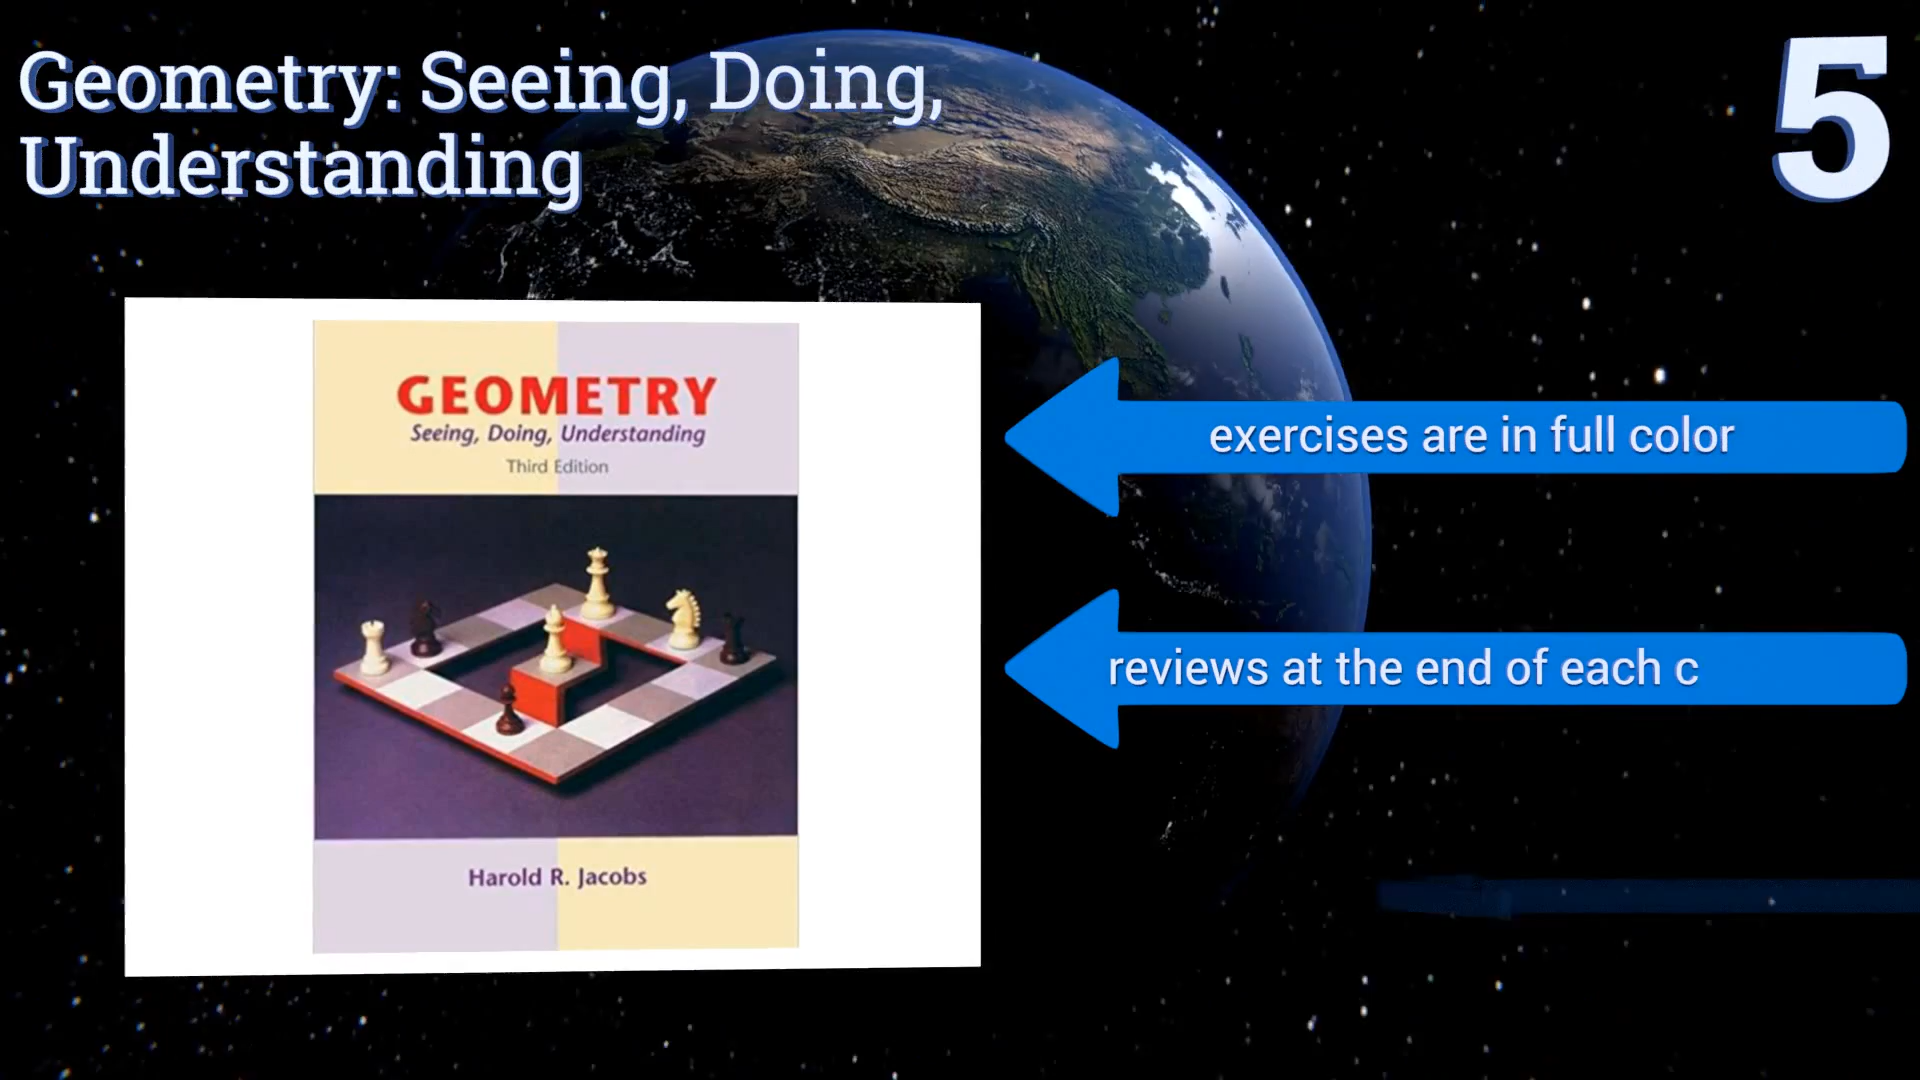 Geometry: Seeing, Doing,
Understanding
5
GEOMETRY
Seeing, Doing, Understanding
Third Edition
Harold R. Jacobs
exercises are in full color
reviews at the end of each c